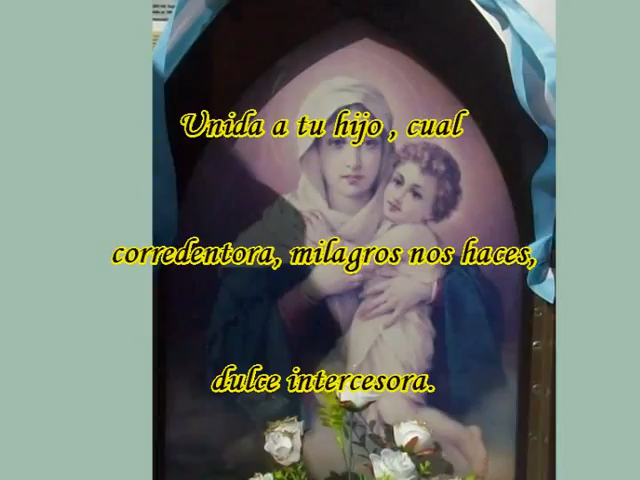 Unida a tu hijo , cual
corredentora, milagros nos haces,
dulce intercesora.